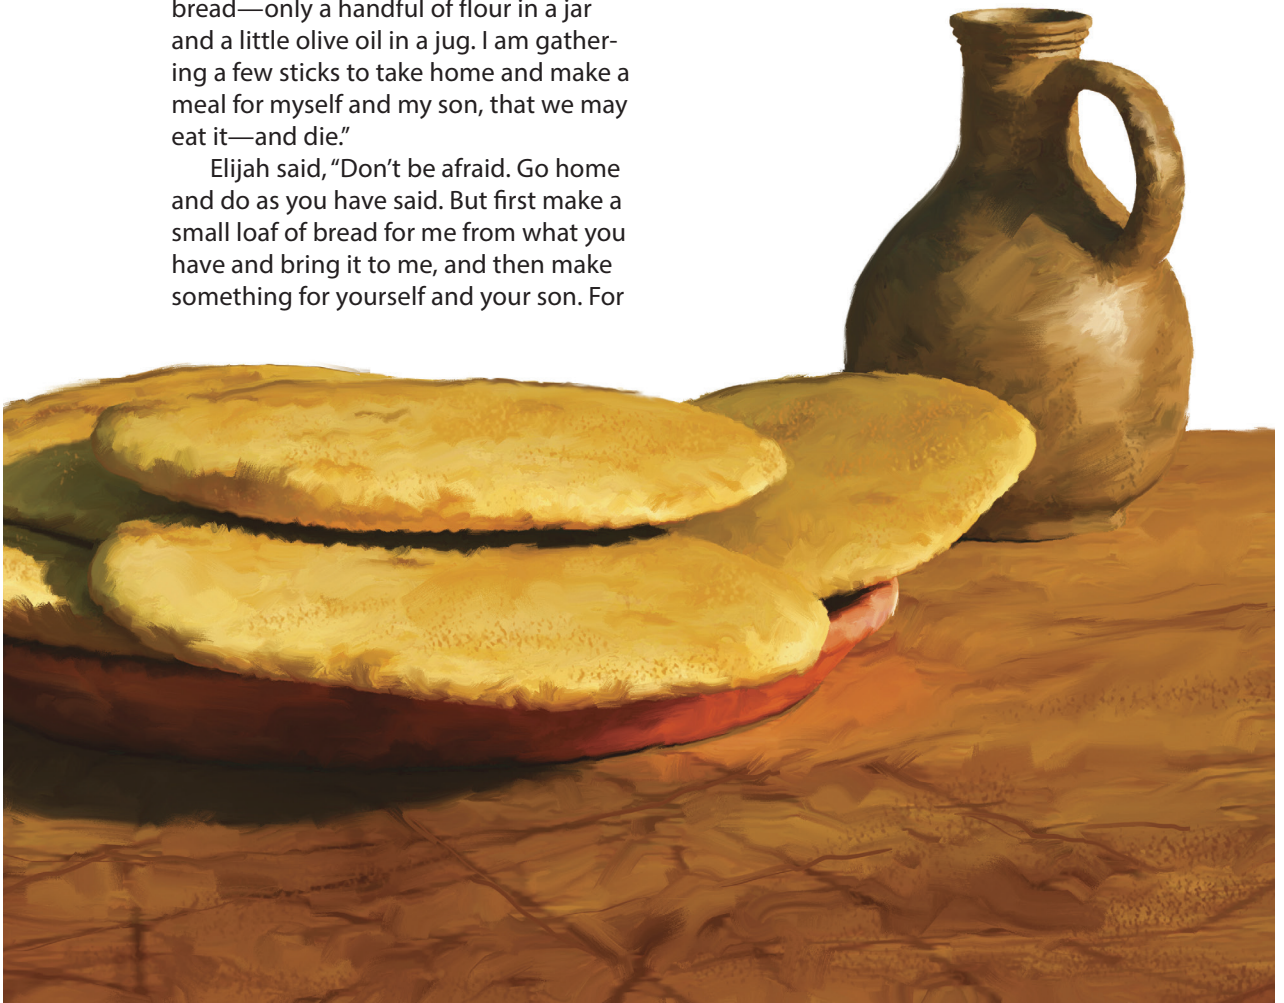 bread—only a handful of flour in a jar
and a little olive oil in a jug. I am gather-
ing a few sticks to take home and make a
meal for myself and my son, that we may
eat it—and die.”
Elijah said, “Don’t be afraid. Go home
and do as you have said. But first make a
small loaf of bread for me from what you
have and bring it to me, and then make
something for yourself and your son. For